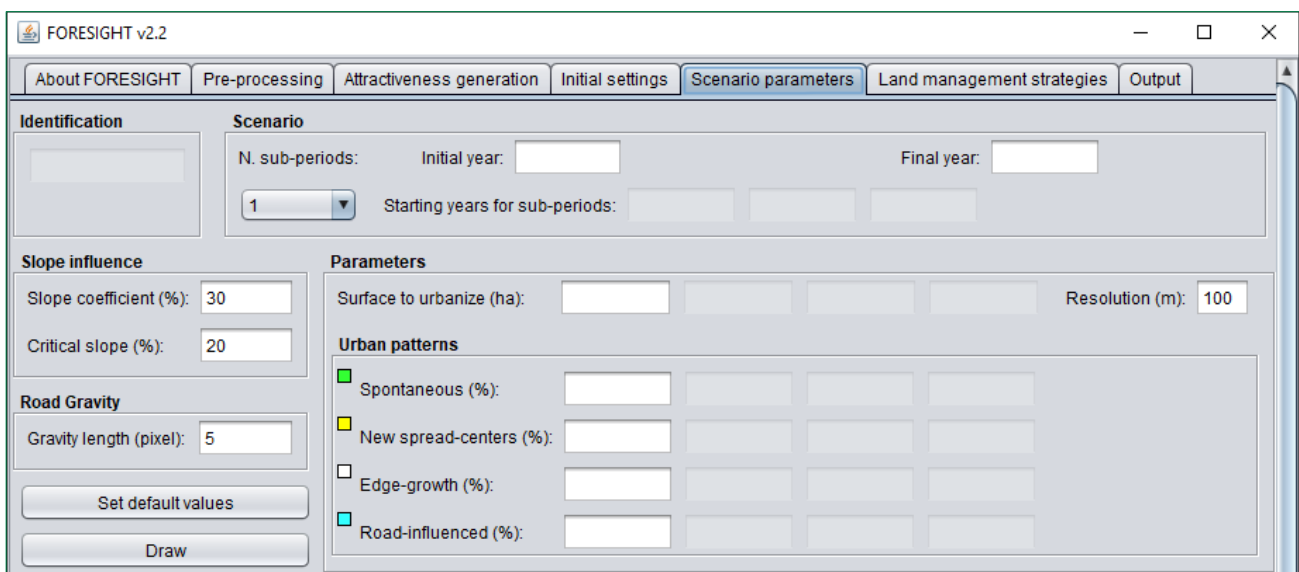 FORESIGHT v2.2
About FORESIGHT Pre-processing Attractiveness generation Initial settings Scenario parameters Land management strategies Output
Identification
Scenario
N. sub-periods: Initial year: Final year:
1 Starting years for sub-periods:
Slope influence
Slope coefficient (%): 30
Critical slope (%): 20
Road Gravity
Gravity length (pixel): 5
Set default values
Draw
Parameters
Surface to urbanize (ha): Resolution (m): 100
Urban patterns
Spontaneous (%):
New spread-centers (%):
Edge-growth (%):
Road-influenced (%):